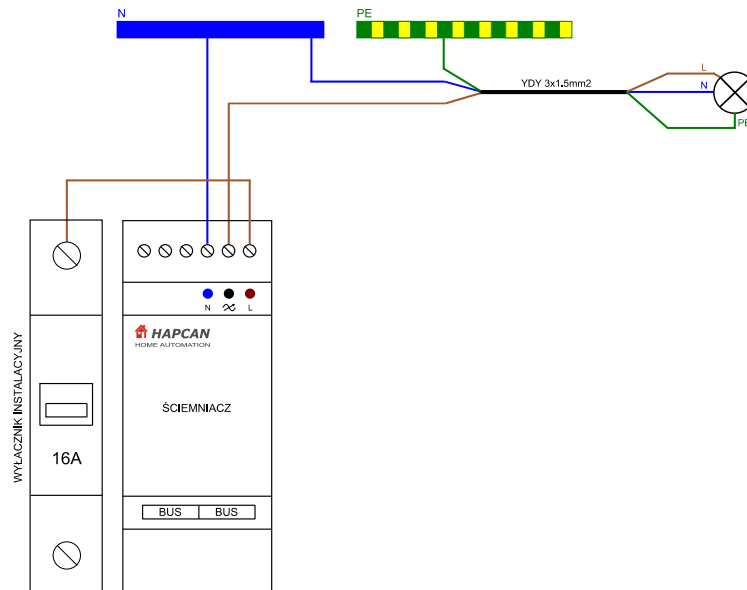 N
PE
YDY 3x1.5mm2
L
N
PE
N
L
HAPCAN
HOME AUTOMATION
WYŁĄCZNIK INSTALACYJNY
ŚCIEMNIACZ
16A
BUS
BUS